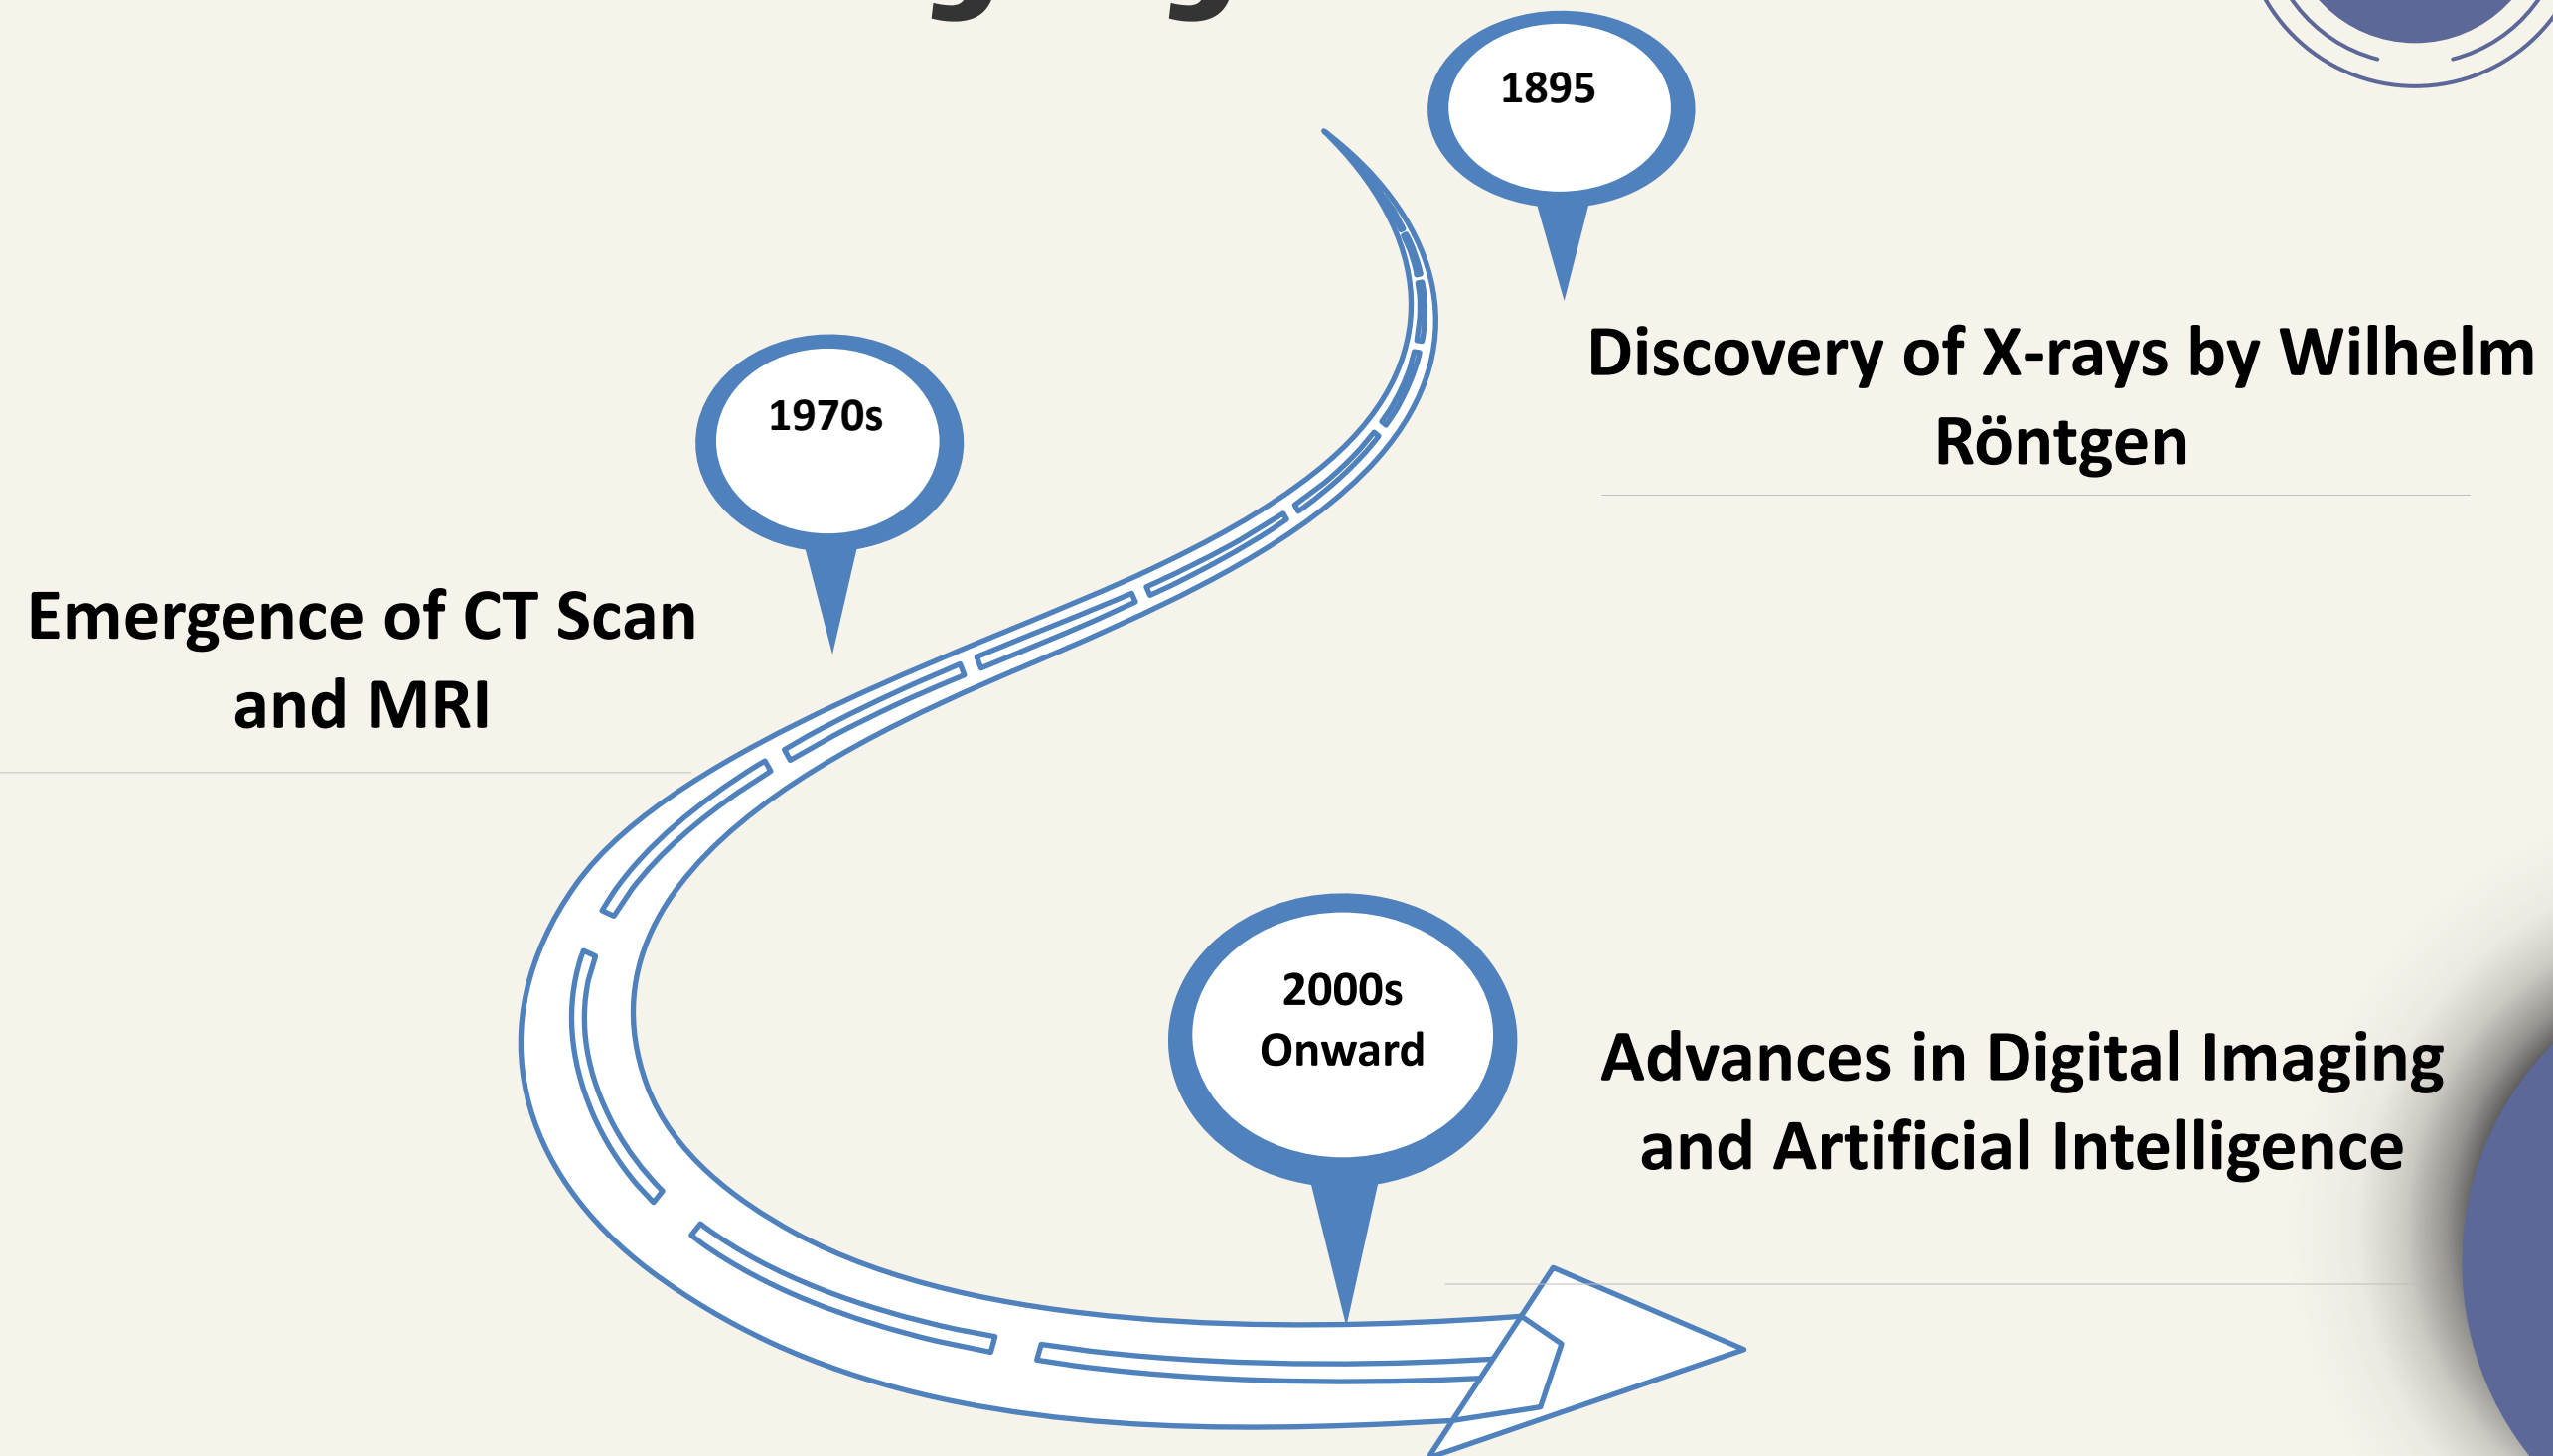 1895
Discovery of X-rays by Wilhelm
Röntgen
1970s
Emergence of CT Scan
and MRI
2000s
Onward
Advances in Digital Imaging
and Artificial Intelligence